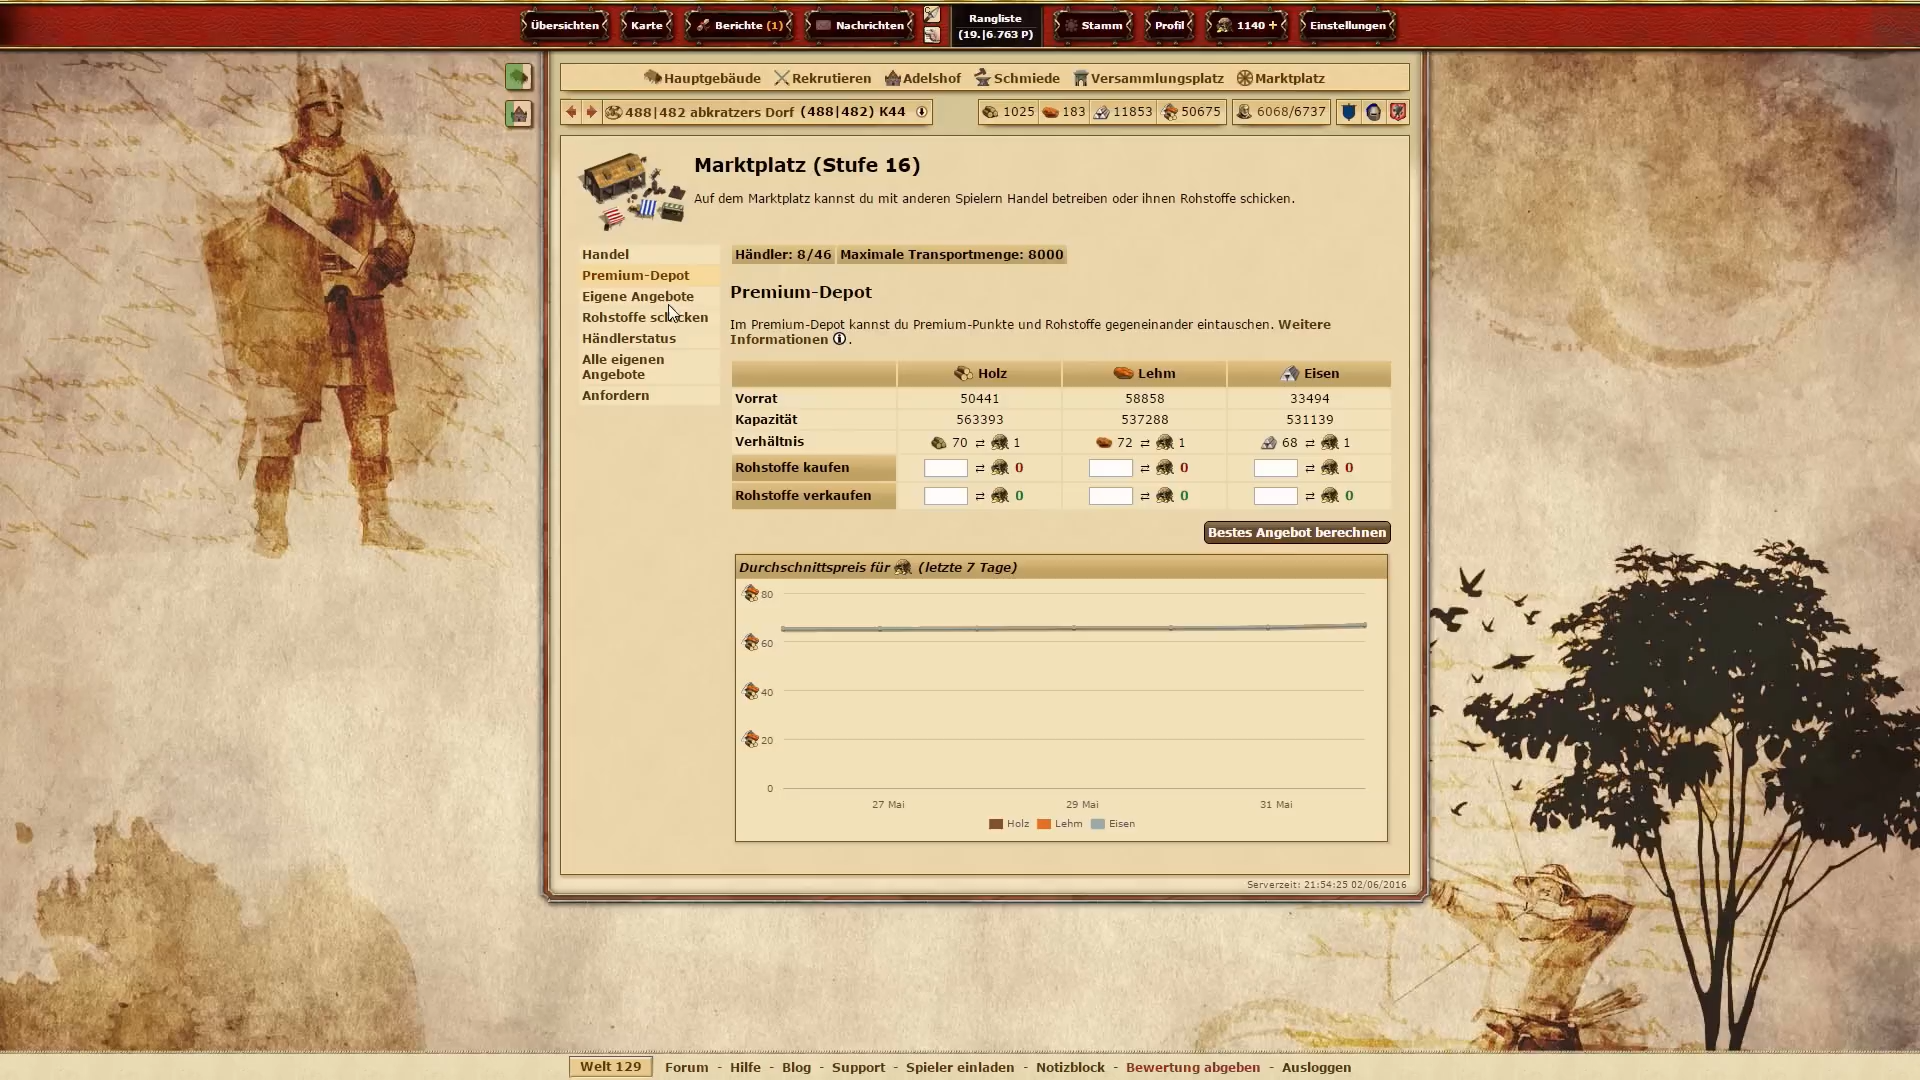 Übersichten Karte Berichte (1) Nachrichten Rangliste (19.|6.763 P) Stamm Profil 1140 + Einstellungen
Hauptgebäude Rekrutieren Adelshof Schmiede Versammlungsplatz Marktplatz
488|482 abkratzers Dorf (488|482) K44 1025 183 11853 50675 6068/6737
Marktplatz (Stufe 16)
Auf dem Marktplatz kannst du mit anderen Spielern Handel betreiben oder ihnen Rohstoffe schicken.
Handel
Premium-Depot
Eigene Angebote
Rohstoffe schicken
Händlerstatus
Alle eigenen
Angebote
Anfordern
Händler: 8/46 Maximale Transportmenge: 8000
Premium-Depot
Im Premium-Depot kannst du Premium-Punkte und Rohstoffe gegeneinander eintauschen. Weitere
Informationen .
Holz Lehm Eisen
Vorrat 50441 58858 33494
Kapazität 563393 537288 531139
Verhältnis 70 ⇄ 1 72 ⇄ 1 68 ⇄ 1
Rohstoffe kaufen ⇄ 0 ⇄ 0 ⇄ 0
Rohstoffe verkaufen ⇄ 0 ⇄ 0 ⇄ 0
Bestes Angebot berechnen
Durchschnittspreis für (letzte 7 Tage)
80
60
40
20
0
27 Mai 29 Mai 31 Mai
Holz Lehm Eisen
Serverzeit: 21:54:25 02/06/2016
Welt 129 Forum - Hilfe - Blog - Support - Spieler einladen - Notizblock - Bewertung abgeben - Ausloggen